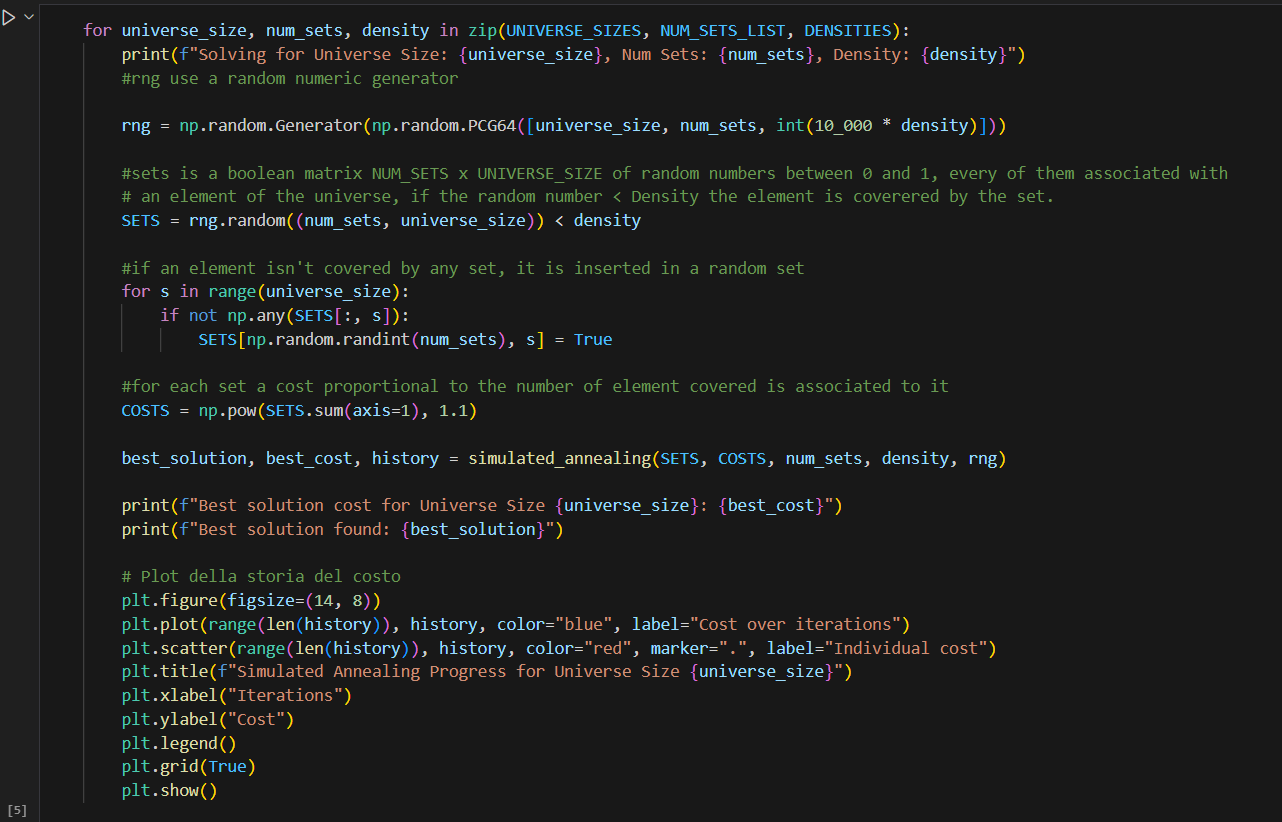 for universe_size, num_sets, density in zip(UNIVERSE_SIZES, NUM_SETS_LIST, DENSITIES):
    print(f"Solving for Universe Size: {universe_size}, Num Sets: {num_sets}, Density: {density}")
    #rng use a random numeric generator

    rng = np.random.Generator(np.random.PCG64([universe_size, num_sets, int(10_000 * density)]))

    #sets is a boolean matrix NUM_SETS x UNIVERSE_SIZE of random numbers between 0 and 1, every of them associated with
    # an element of the universe, if the random number < Density the element is coverered by the set.
    SETS = rng.random((num_sets, universe_size)) < density

    #if an element isn't covered by any set, it is inserted in a random set
    for s in range(universe_size):
        if not np.any(SETS[:, s]):
            SETS[np.random.randint(num_sets), s] = True

    #for each set a cost proportional to the number of element covered is associated to it
    COSTS = np.pow(SETS.sum(axis=1), 1.1)

    best_solution, best_cost, history = simulated_annealing(SETS, COSTS, num_sets, density, rng)

    print(f"Best solution cost for Universe Size {universe_size}: {best_cost}")
    print(f"Best solution found: {best_solution}")

    # Plot della storia del costo
    plt.figure(figsize=(14, 8))
    plt.plot(range(len(history)), history, color="blue", label="Cost over iterations")
    plt.scatter(range(len(history)), history, color="red", marker=".", label="Individual cost")
    plt.title(f"Simulated Annealing Progress for Universe Size {universe_size}")
    plt.xlabel("Iterations")
    plt.ylabel("Cost")
    plt.legend()
    plt.grid(True)
    plt.show()
[5]